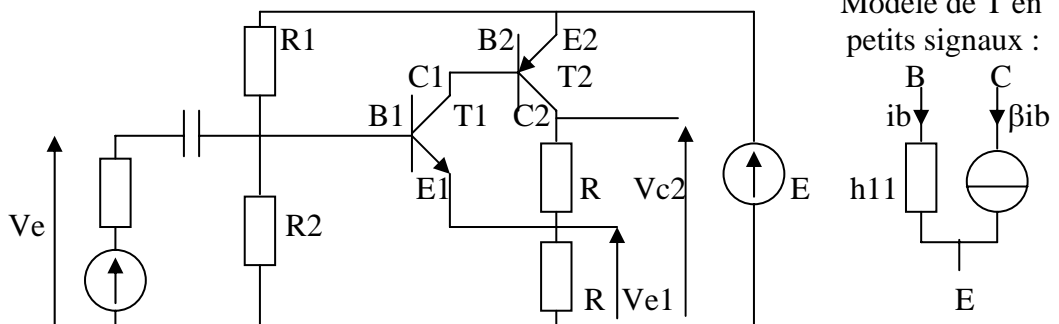 Modèle de T en
petits signaux :
R1
B2
E2
C1
T2
B
C
B1
T1
C2
ib
βib
E1
R
Vc2
E
h11
Ve
R2
R
Ve1
E